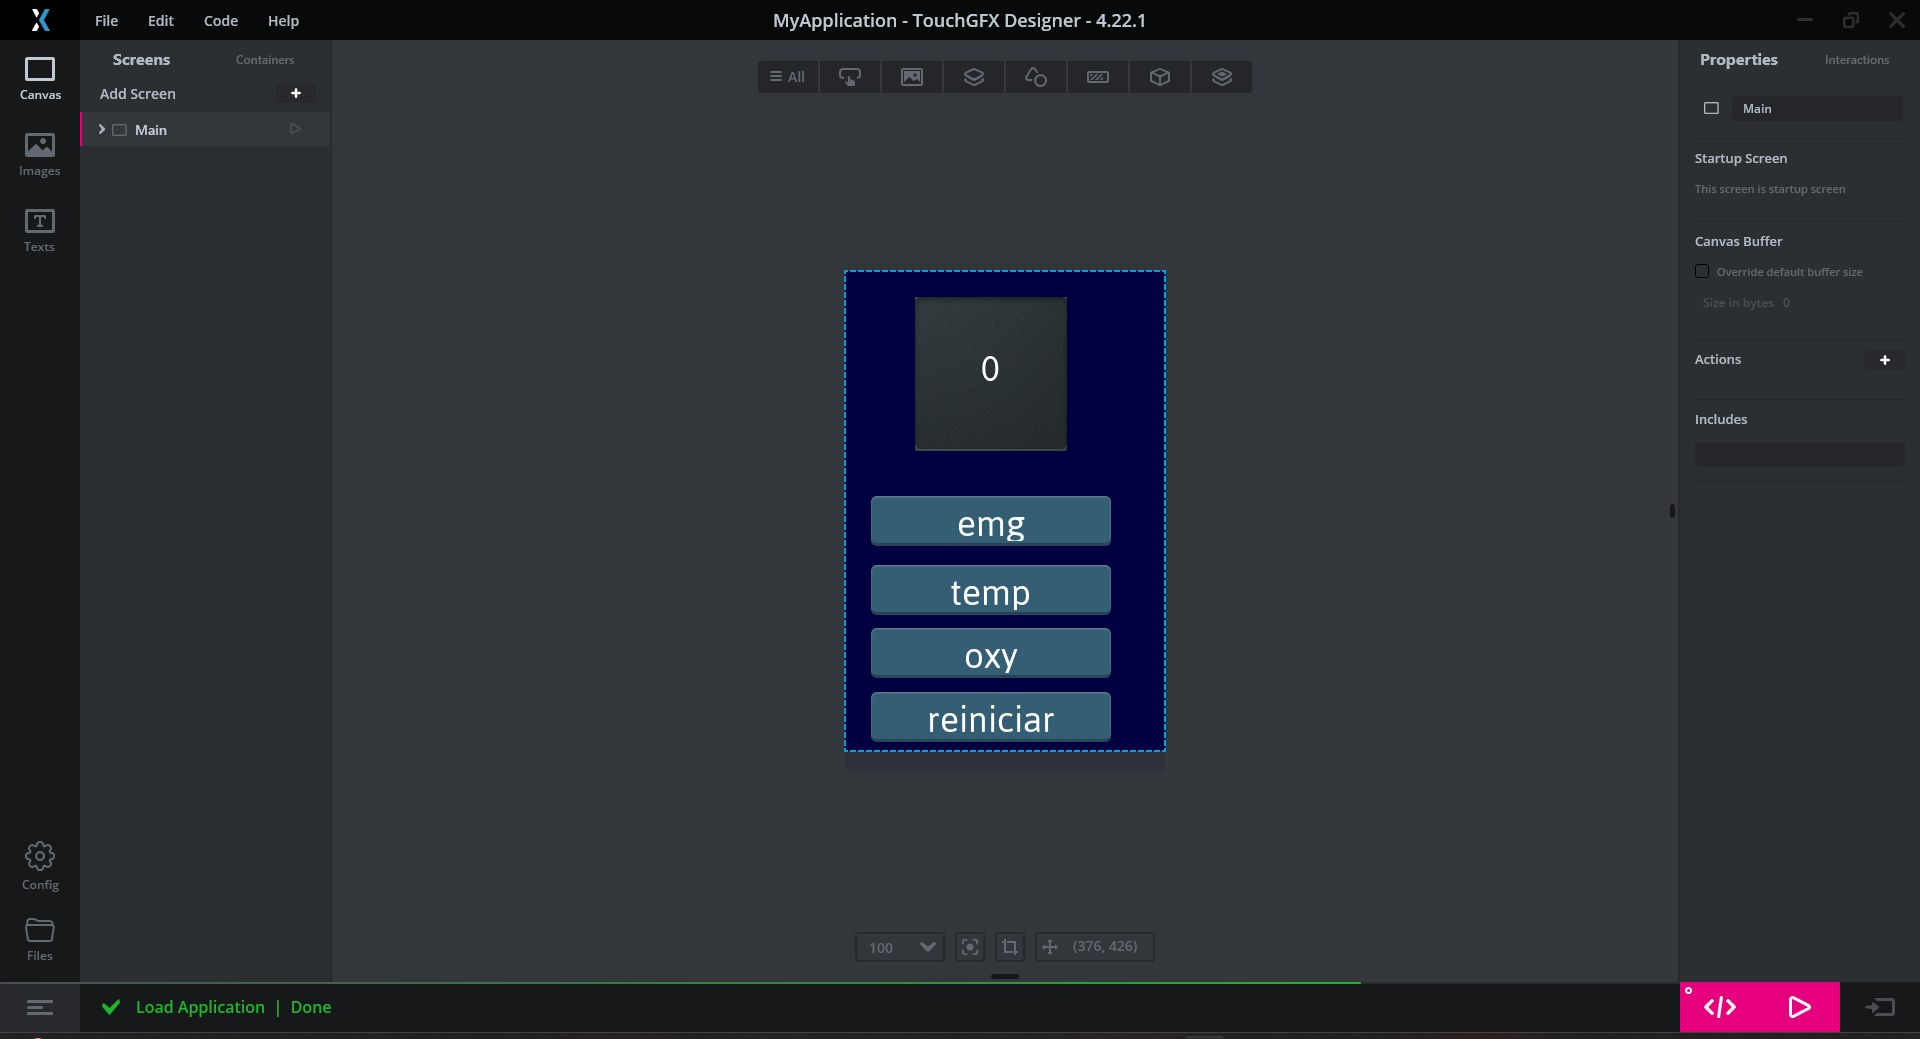 File Edit Code Help
MyApplication - TouchGFX Designer - 4.22.1
Canvas
Images
Texts
Config
Files
Screens Containers
Add Screen +
Main
All
0
emg
temp
oxy
reiniciar
100
(376, 426)
Properties Interactions
Main
Startup Screen
This screen is startup screen
Canvas Buffer
Override default buffer size
Size in bytes 0
Actions +
Includes
Load Application | Done